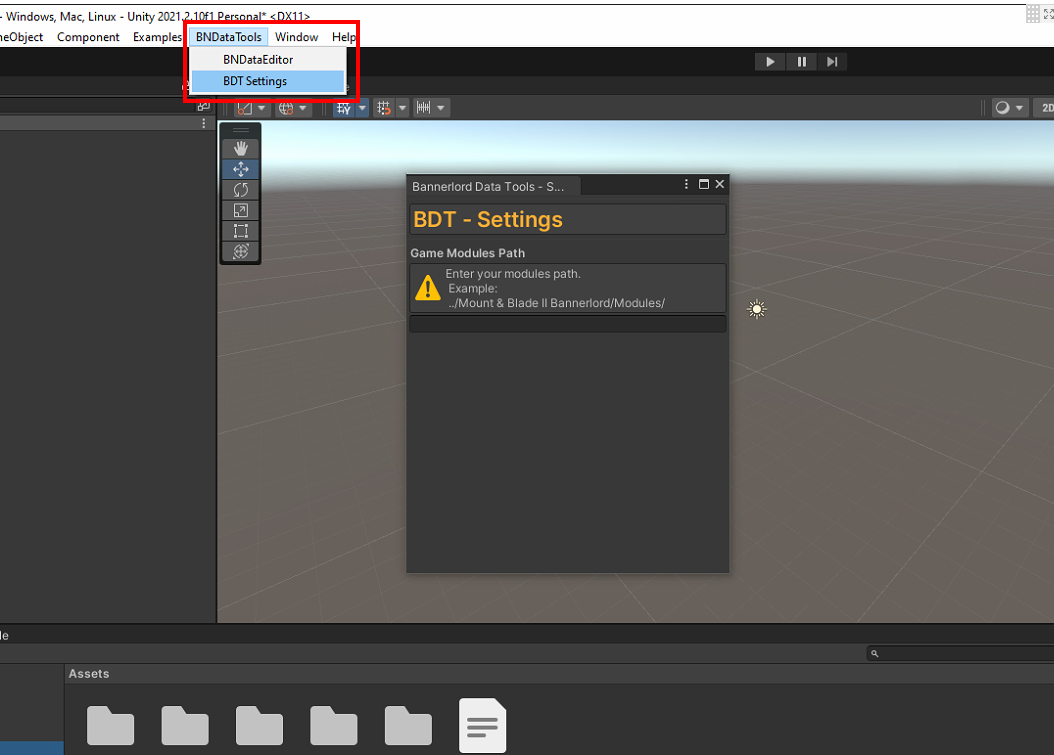 - Windows, Mac, Linux - Unity 2021.2.10f1 Personal* <DX11>
neObject Component Examples BNDataTools Window Help
BNDataEditor
BDT Settings
2D
Bannerlord Data Tools - S...
BDT - Settings
Game Modules Path
Enter your modules path.
Example:
../Mount & Blade II Bannerlord/Modules/
le
Assets